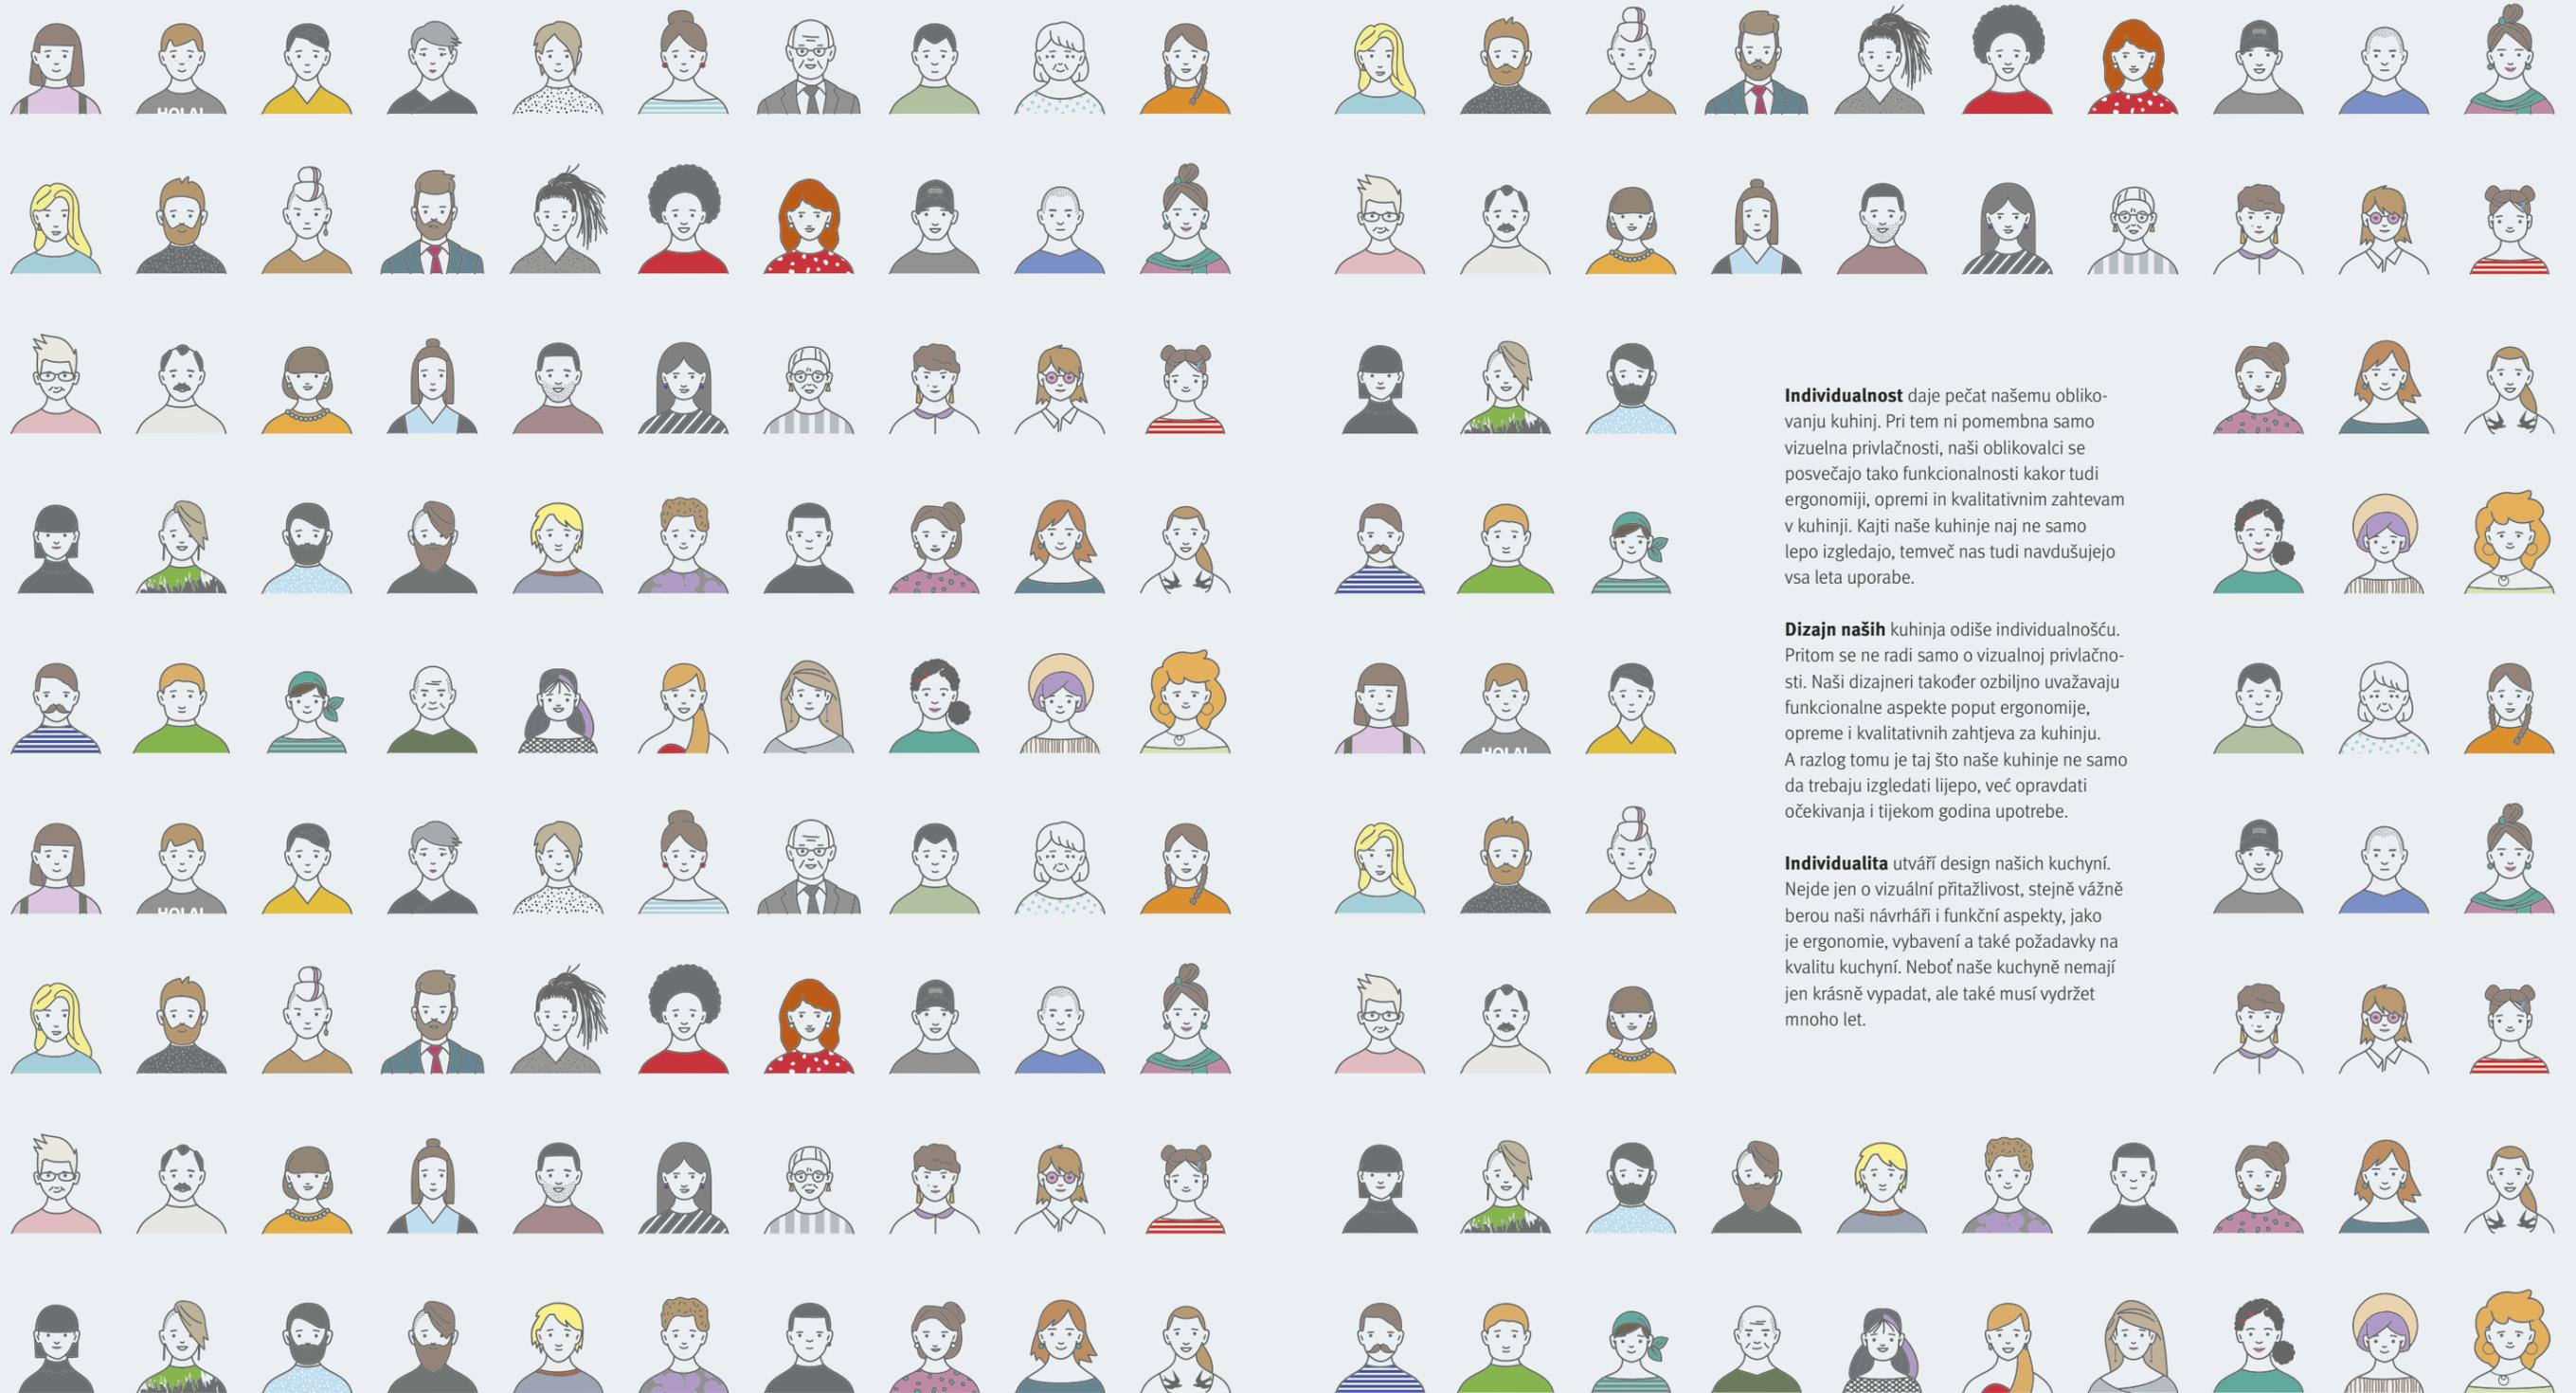 HOLA!
Individualnost daje pečat našemu obliko-
vanju kuhinj. Pri tem ni pomembna samo
vizuelna privlačnosti, naši oblikovalci se
posvečajo tako funkcionalnosti kakor tudi
ergonomiji, opremi in kvalitativnim zahtevam
v kuhinji. Kajti naše kuhinje naj ne samo
lepo izgledajo, temveč nas tudi navdušujejo
vsa leta uporabe.
Dizajn naših kuhinja odiše individualnošću.
Pritom se ne radi samo o vizualnoj privlačno-
sti. Naši dizajneri također ozbiljno uvažavaju
funkcionalne aspekte poput ergonomije,
opreme i kvalitativnih zahtjeva za kuhinju.
A razlog tomu je taj što naše kuhinje ne samo
da trebaju izgledati lijepo, već opravdati
očekivanja i tijekom godina upotrebe.
Individualita utváří design našich kuchyní.
Nejde jen o vizuální přitažlivost, stejně vážně
berou naši návrháři i funkční aspekty, jako
je ergonomie, vybavení a také požadavky na
kvalitu kuchyní. Neboť naše kuchyně nemají
jen krásně vypadat, ale také musí vydržet
mnoho let.
HOLA!
HOLA!